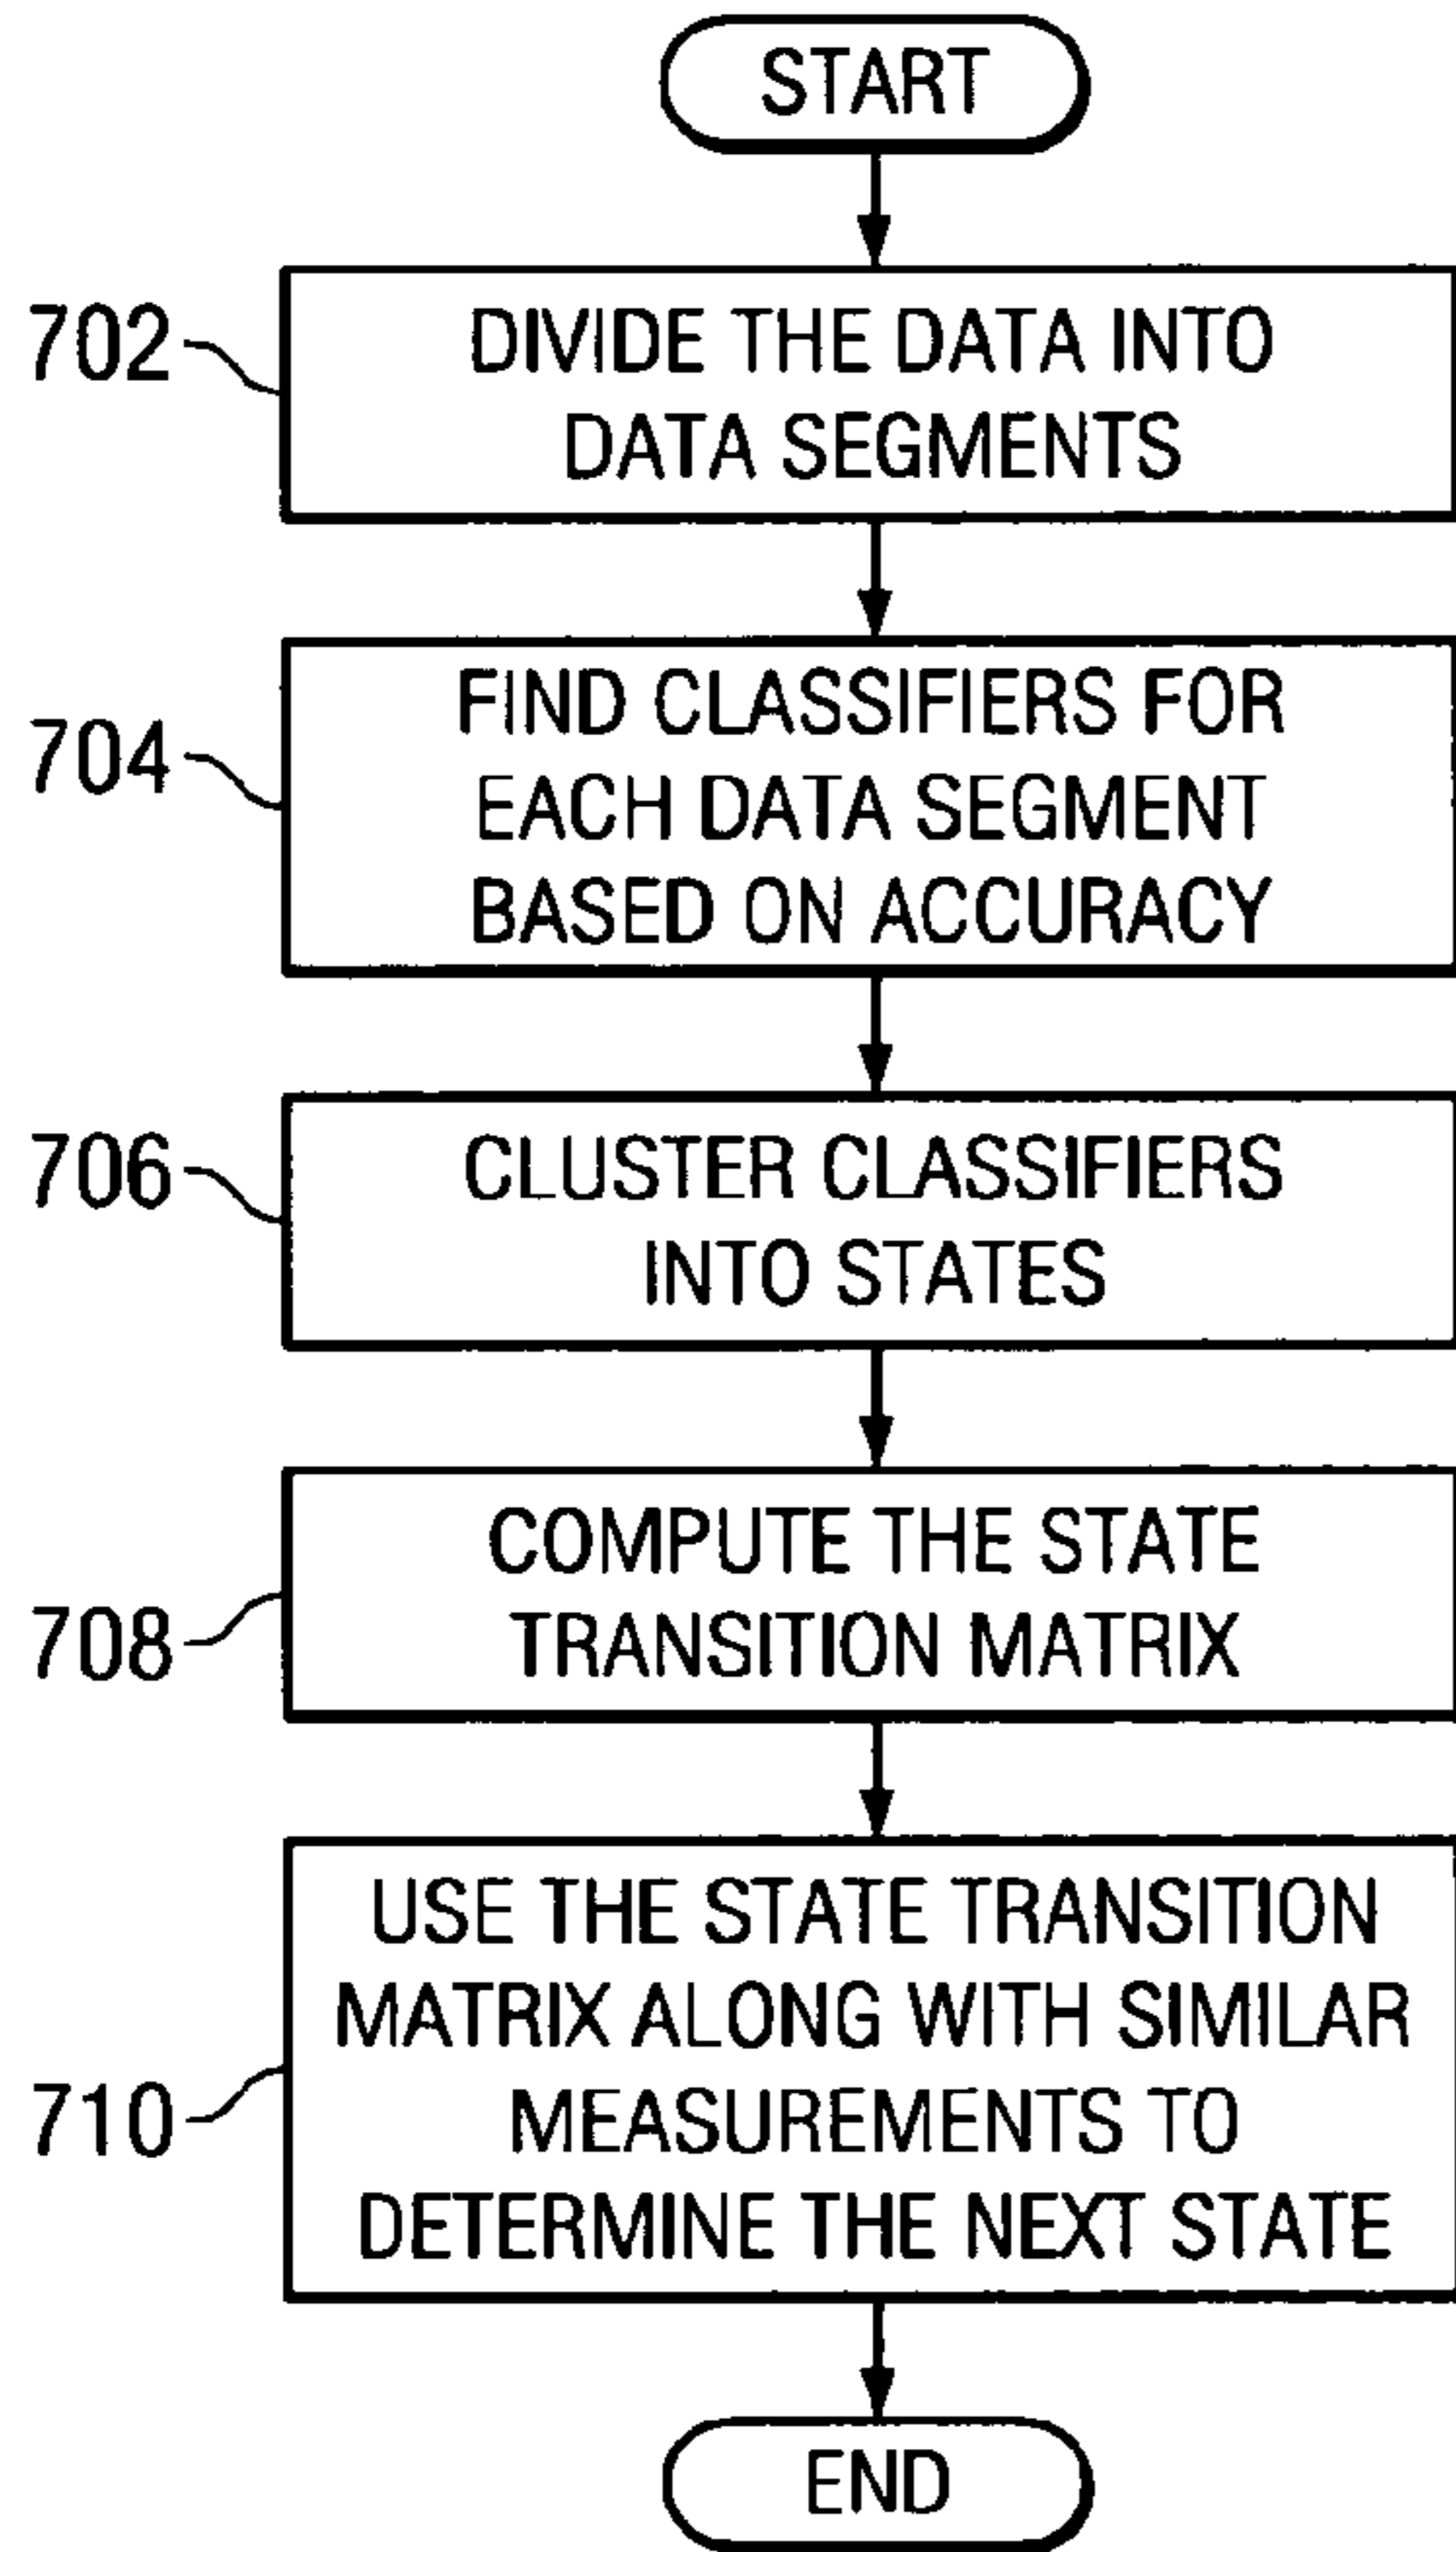 START
702
DIVIDE THE DATA INTO
DATA SEGMENTS
704
FIND CLASSIFIERS FOR
EACH DATA SEGMENT
BASED ON ACCURACY
706
CLUSTER CLASSIFIERS
INTO STATES
708
COMPUTE THE STATE
TRANSITION MATRIX
710
USE THE STATE TRANSITION
MATRIX ALONG WITH SIMILAR
MEASUREMENTS TO
DETERMINE THE NEXT STATE
END